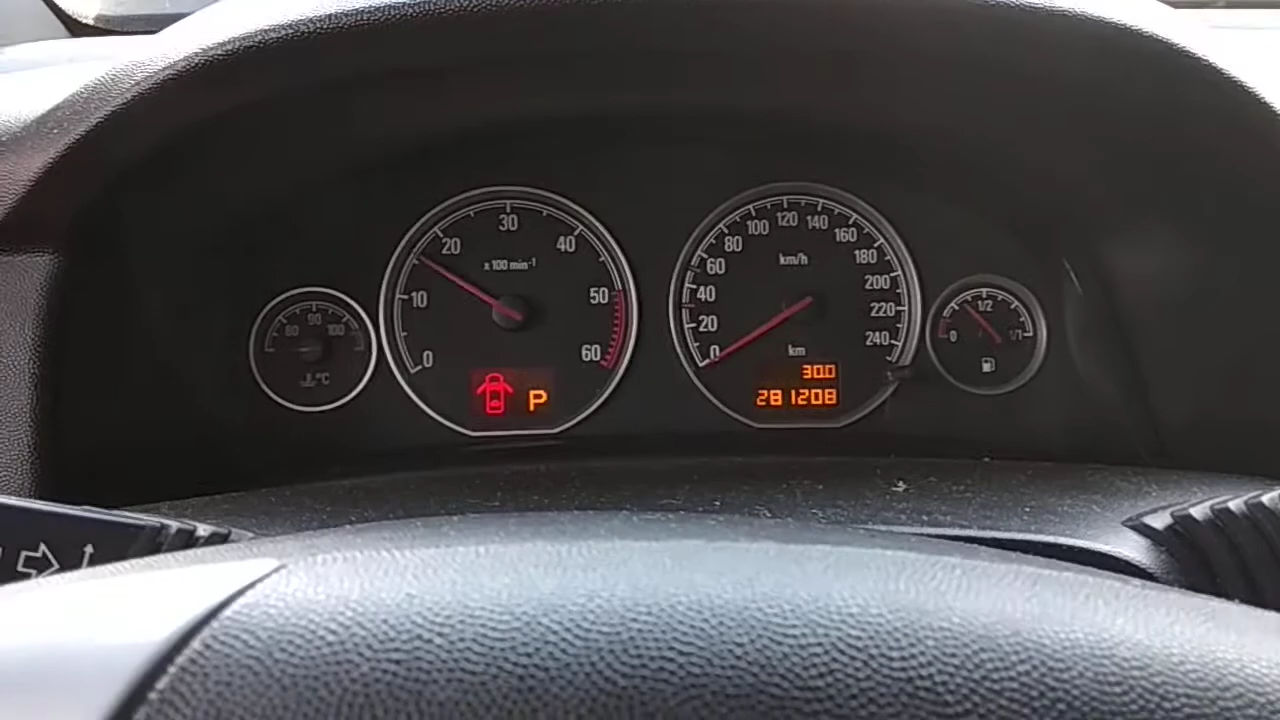 80 90 100
°C
0 10 20 30 40 50 60
x 100 min-1
P
0 20 40 60 80 100 120 140 160 180 200 220 240
km/h
km
30.0
281208
0 1/2 1/1